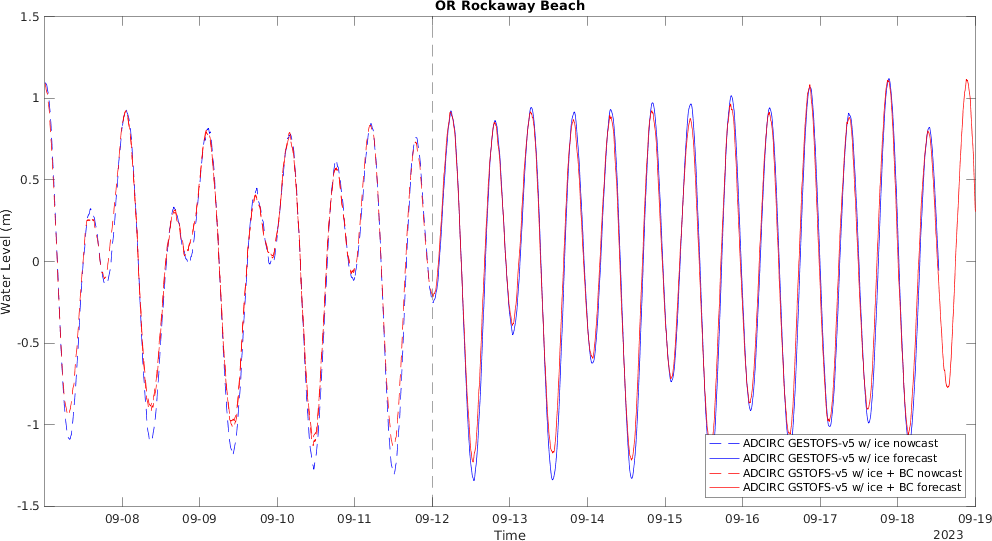 OR Rockaway Beach
1.5
1
0.5
0
-0.5
-1
-1.5
Water Level (m)
09-08 09-09 09-10 09-11 09-12 09-13 09-14 09-15 09-16 09-17 09-18 09-19
Time
2023
ADCIRC GESTOFS-v5 w/ ice nowcast
ADCIRC GESTOFS-v5 w/ ice forecast
ADCIRC GSTOFS-v5 w/ ice + BC nowcast
ADCIRC GSTOFS-v5 w/ ice + BC forecast